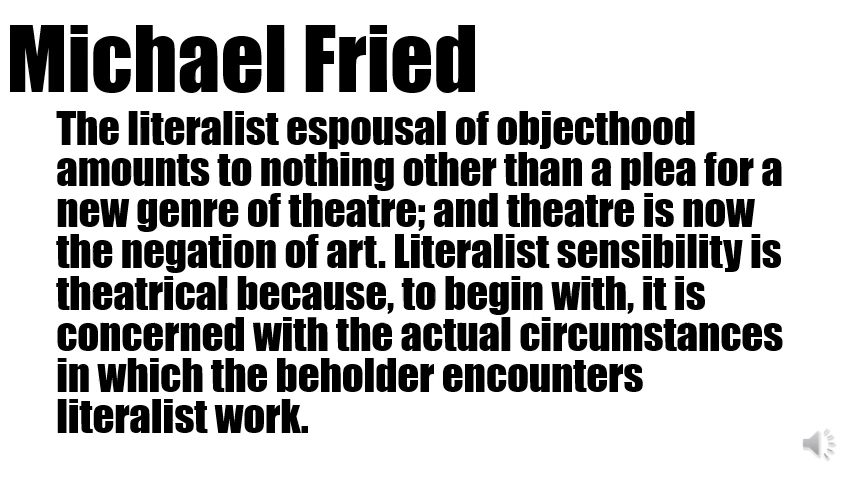 Michael Fried
The literalist espousal of objecthood
amounts to nothing other than a plea for a
new genre of theatre; and theatre is now
the negation of art. Literalist sensibility is
theatrical because, to begin with, it is
concerned with the actual circumstances
in which the beholder encounters
literalist work.